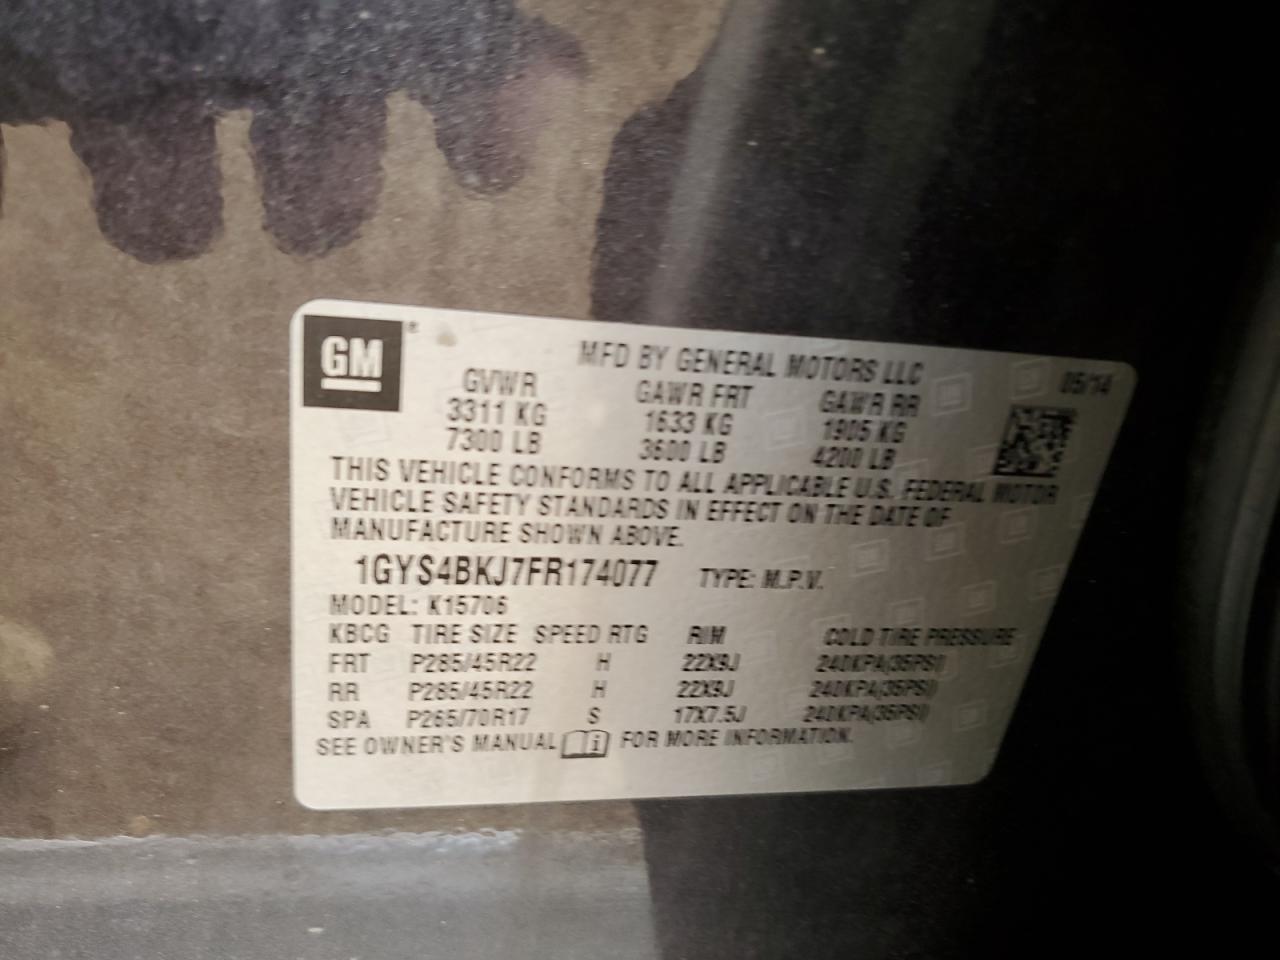 GM®
MFD BY GENERAL MOTORS LLC 05/14
GVWR GAWR FRT GAWR RR
3311 KG 1633 KG 1905 KG
7300 LB 3600 LB 4200 LB
THIS VEHICLE CONFORMS TO ALL APPLICABLE U.S. FEDERAL MOTOR
VEHICLE SAFETY STANDARDS IN EFFECT ON THE DATE OF
MANUFACTURE SHOWN ABOVE.
1GYS4BKJ7FR174077 TYPE: M.P.V.
MODEL: K15706
KBCG TIRE SIZE SPEED RTG RIM COLD TIRE PRESSURE
FRT P285/45R22 H 22X9J 240KPA(35PSI)
RR P285/45R22 H 22X9J 240KPA(35PSI)
SPA P265/70R17 S 17X7.5J 240KPA(35PSI)
SEE OWNER'S MANUAL FOR MORE INFORMATION.